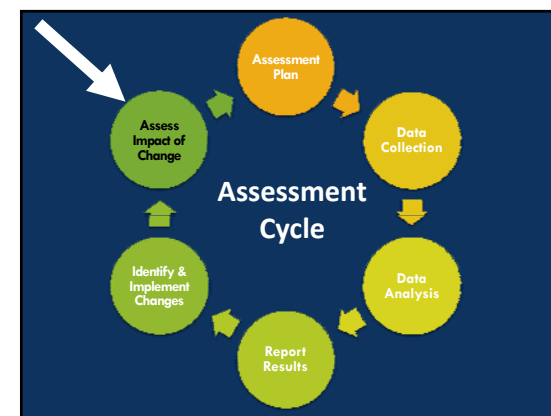 Assessment
Plan
Data
Collection
Data
Analysis
Report
Results
Identify &
Implement
Changes
Assess
Impact of
Change
Assessment
Cycle